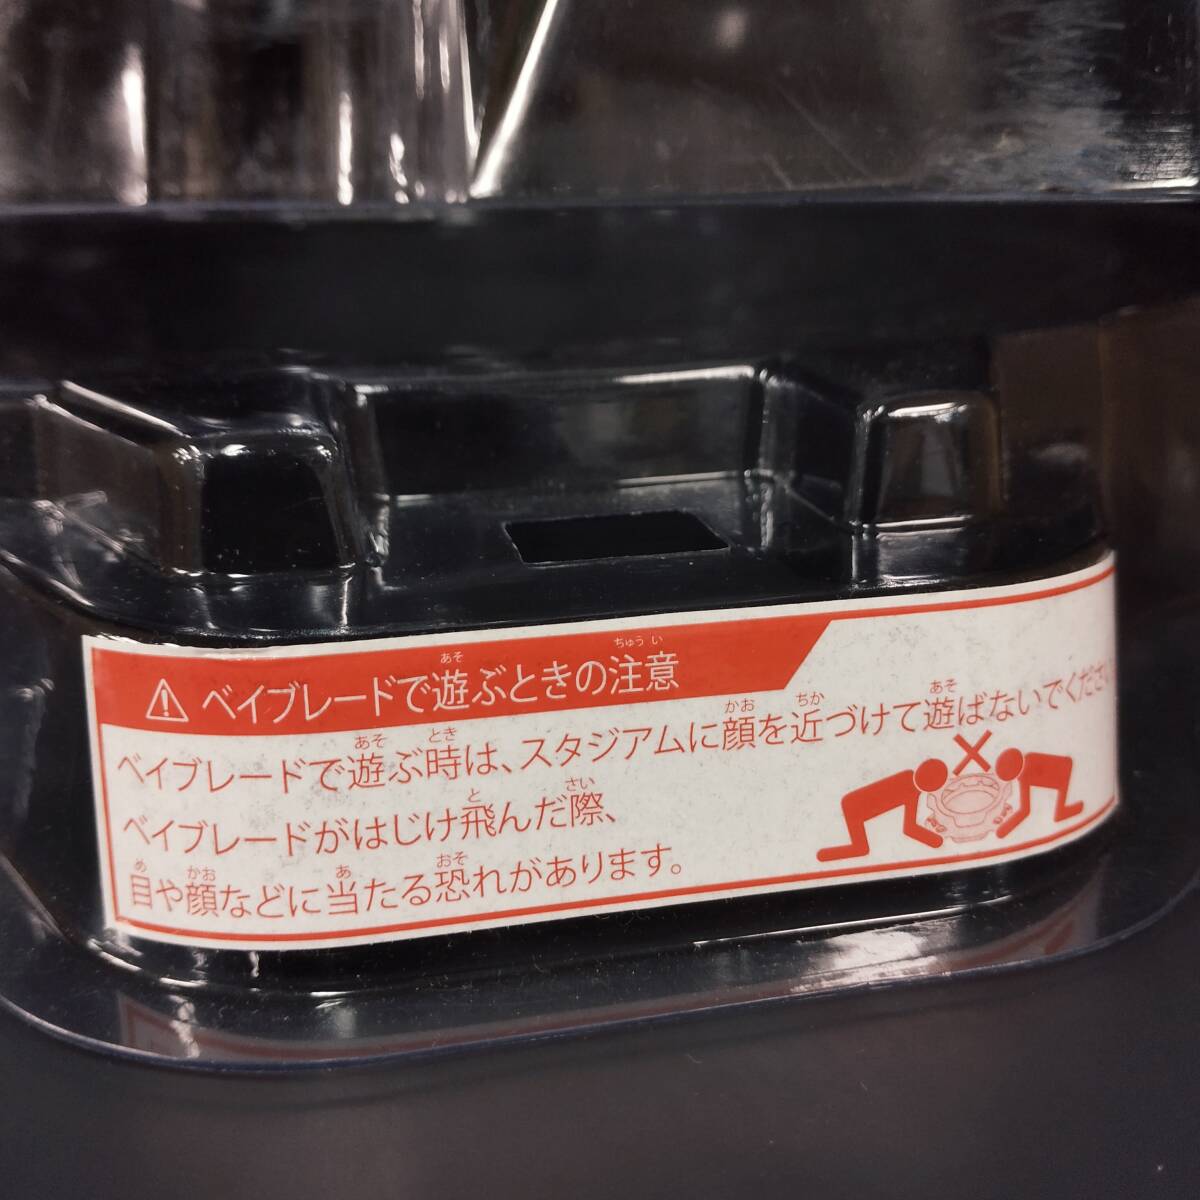 ⚠ ベイブレードで遊ぶときの注意
ベイブレードで遊ぶ時は、スタジアムに顔を近づけて遊ばないでください
ベイブレードがはじけ飛んだ際、
目や顔などに当たる恐れがあります。